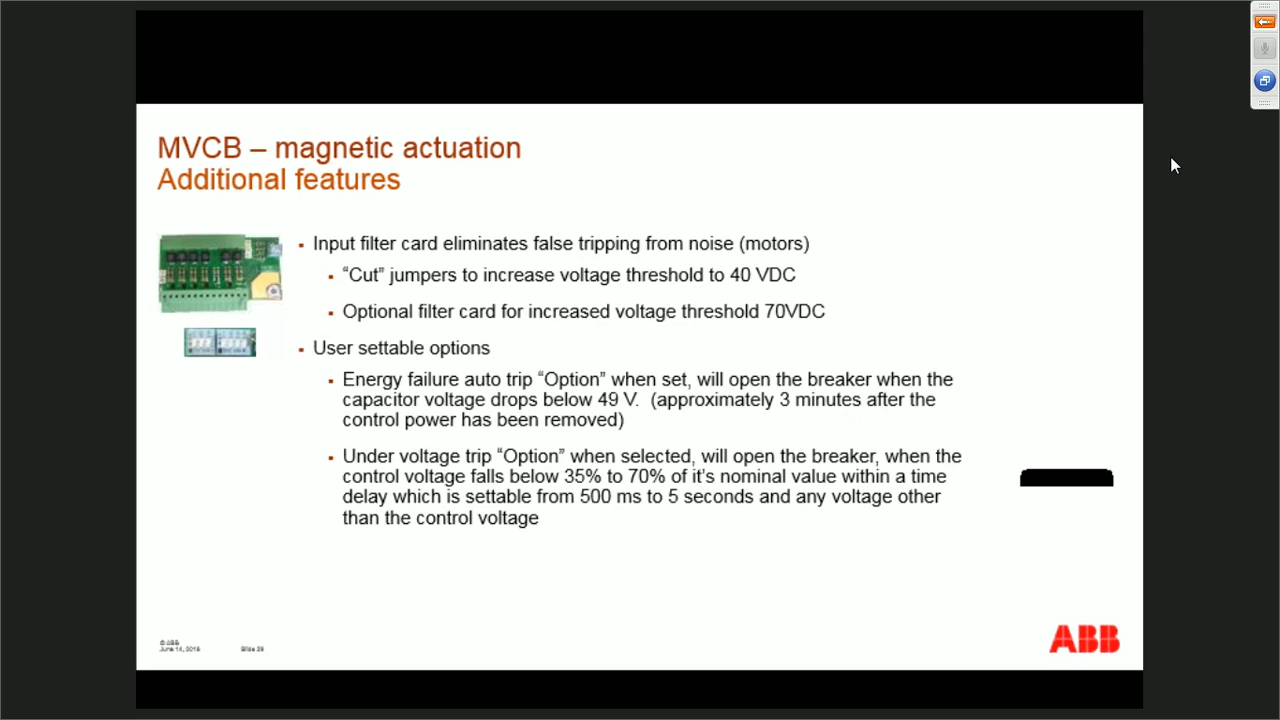 MVCB – magnetic actuation
Additional features
▪ Input filter card eliminates false tripping from noise (motors)
▪ “Cut” jumpers to increase voltage threshold to 40 VDC
▪ Optional filter card for increased voltage threshold 70VDC
▪ User settable options
▪ Energy failure auto trip “Option” when set, will open the breaker when the
capacitor voltage drops below 49 V.  (approximately 3 minutes after the
control power has been removed)
▪ Under voltage trip “Option” when selected, will open the breaker, when the
control voltage falls below 35% to 70% of it’s nominal value within a time
delay which is settable from 500 ms to 5 seconds and any voltage other
than the control voltage
© ABB
Slide
ABB